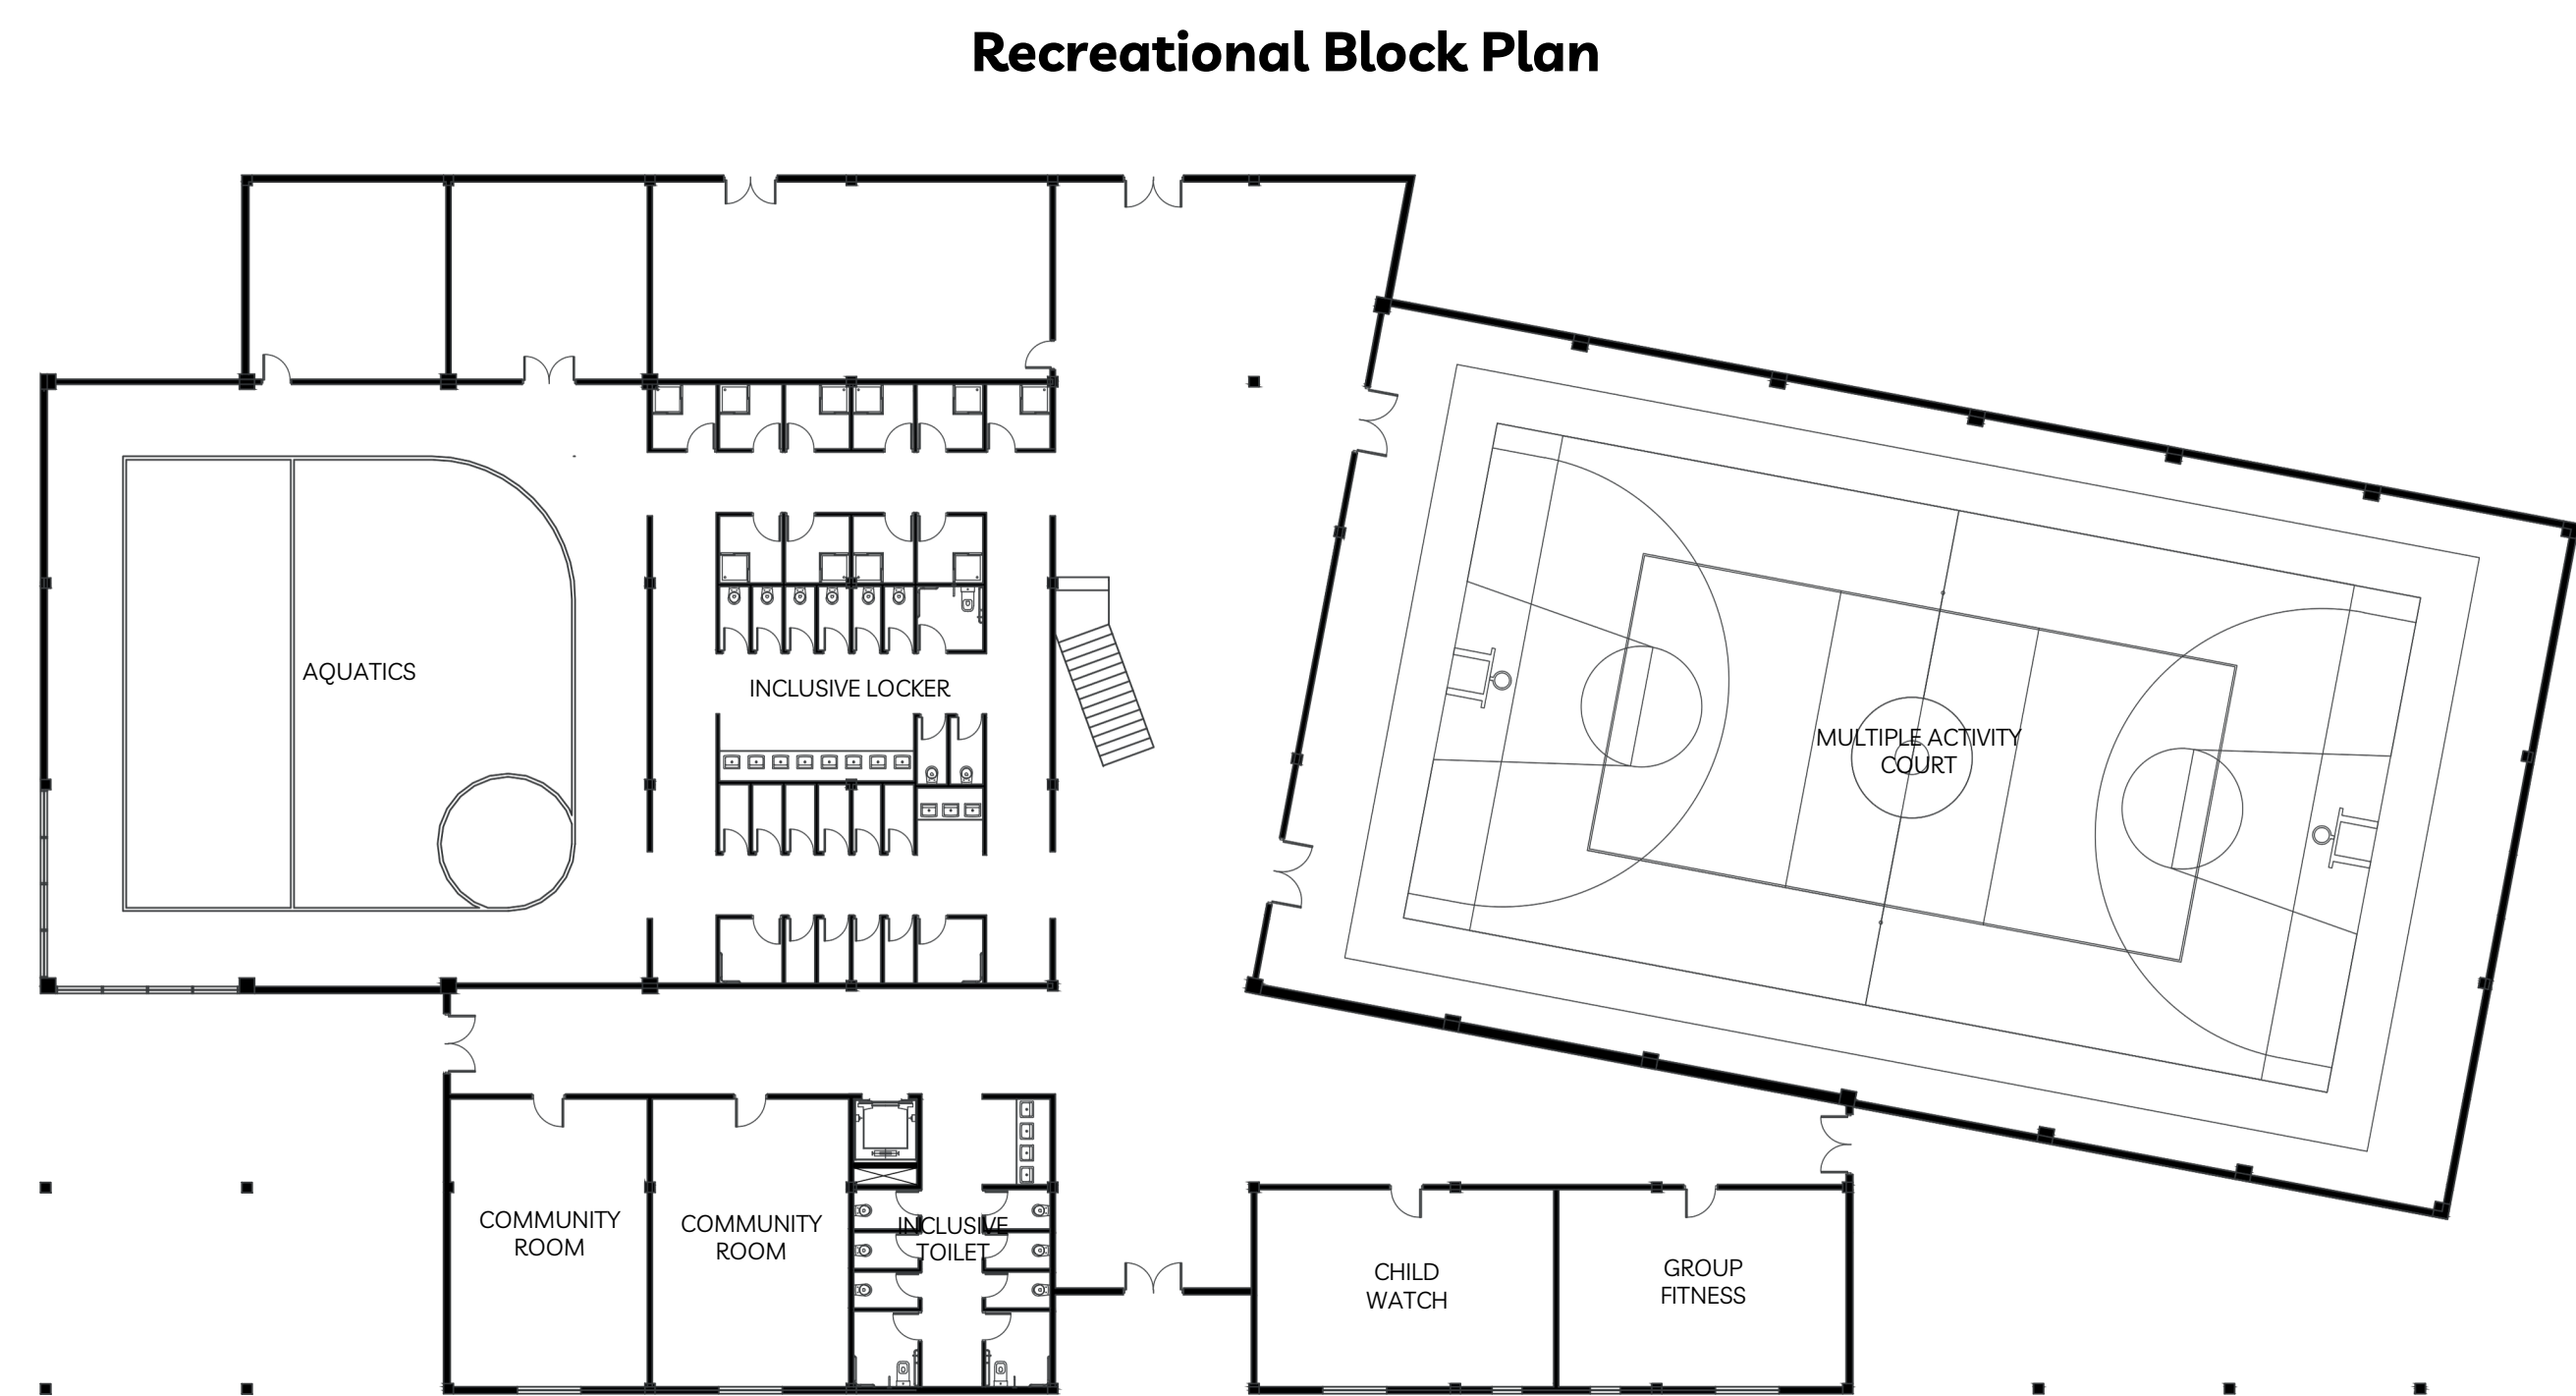 Recreational Block Plan
AQUATICS
INCLUSIVE LOCKER
MULTIPLE ACTIVITY
COURT
COMMUNITY
ROOM
COMMUNITY
ROOM
INCLUSIVE
TOILET
CHILD
WATCH
GROUP
FITNESS